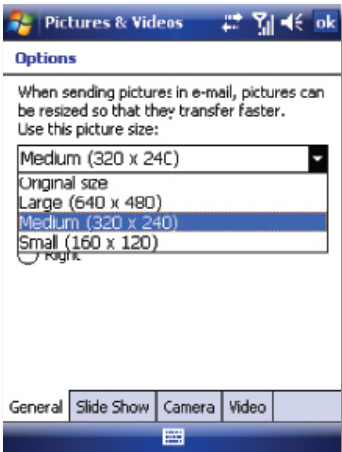 Pictures & Videos
ok
Options
When sending pictures in e-mail, pictures can
be resized so that they transfer faster.
Use this picture size:
Medium (320 x 240)
Original size
Large (640 x 480)
Medium (320 x 240)
Small (160 x 120)
Right
General Slide Show Camera Video